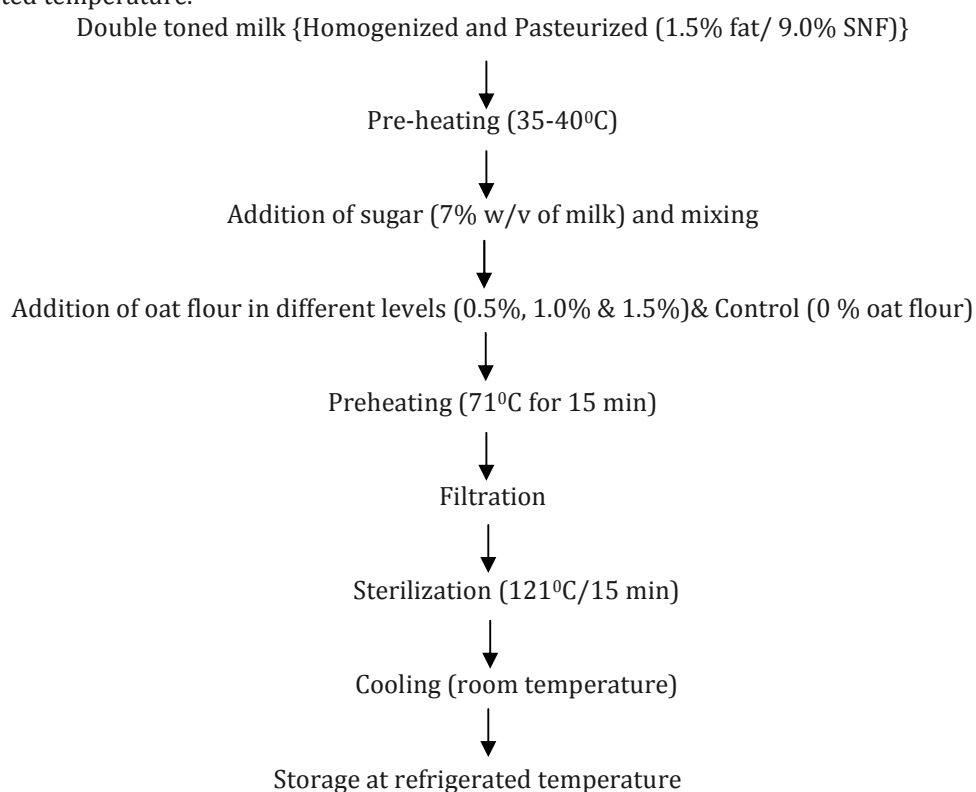 ted temperature.
Double toned milk {Homogenized and Pasteurized (1.5% fat/ 9.0% SNF)}
Pre-heating (35-40⁰C)
Addition of sugar (7% w/v of milk) and mixing
Addition of oat flour in different levels (0.5%, 1.0% & 1.5%)& Control (0 % oat flour)
Preheating (71⁰C for 15 min)
Filtration
Sterilization (121⁰C/15 min)
Cooling (room temperature)
Storage at refrigerated temperature